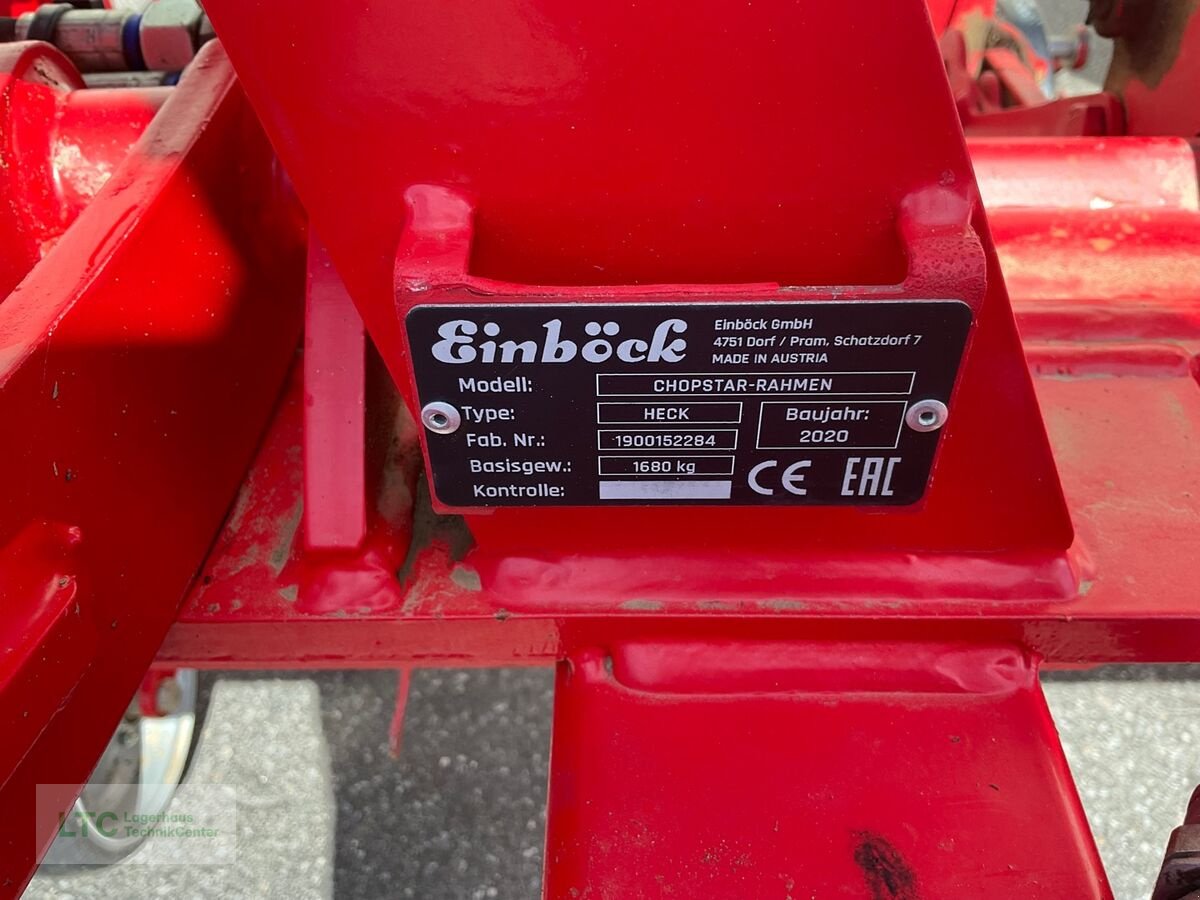 Einböck
Einböck GmbH
4751 Dorf / Pram, Schatzdorf 7
MADE IN AUSTRIA
Modell: CHOPSTAR-RAHMEN
Type: HECK
Baujahr:
2020
Fab. Nr.: 1900152284
Basisgew.: 1680 kg
Kontrolle:
CE EAC
LTC Lagerhaus
TechnikCenter